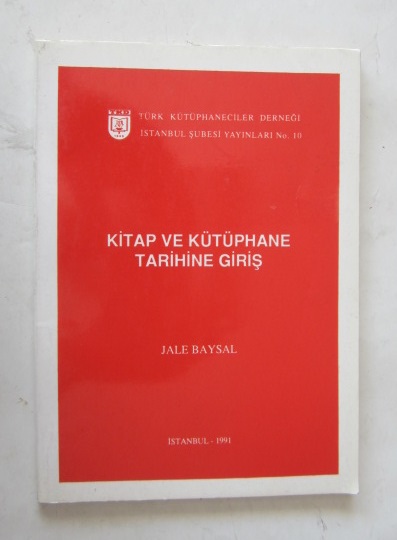 TKD
TÜRK KÜTÜPHANECİLER DERNEĞİ
İSTANBUL ŞUBESİ YAYINLARI No. 10
KİTAP VE KÜTÜPHANE
TARİHİNE GİRİŞ
JALE BAYSAL
İSTANBUL - 1991